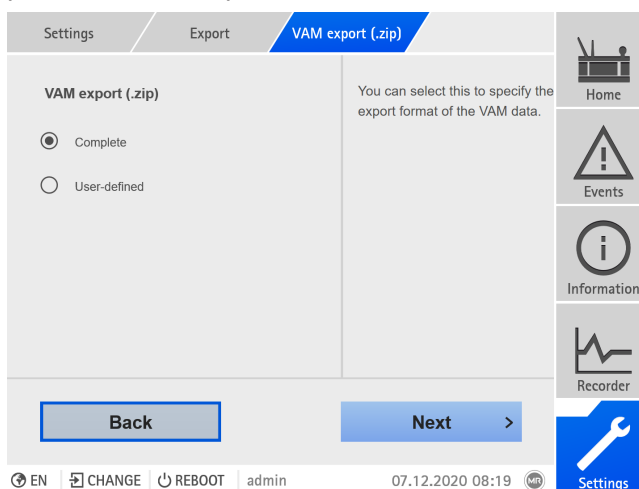 Settings
Export
VAM export (.zip)
VAM export (.zip)
Complete
User-defined
You can select this to specify the
export format of the VAM data.
Back
Next >
Home
Events
Information
Recorder
Settings
EN
CHANGE
REBOOT
admin
07.12.2020 08:19
MR